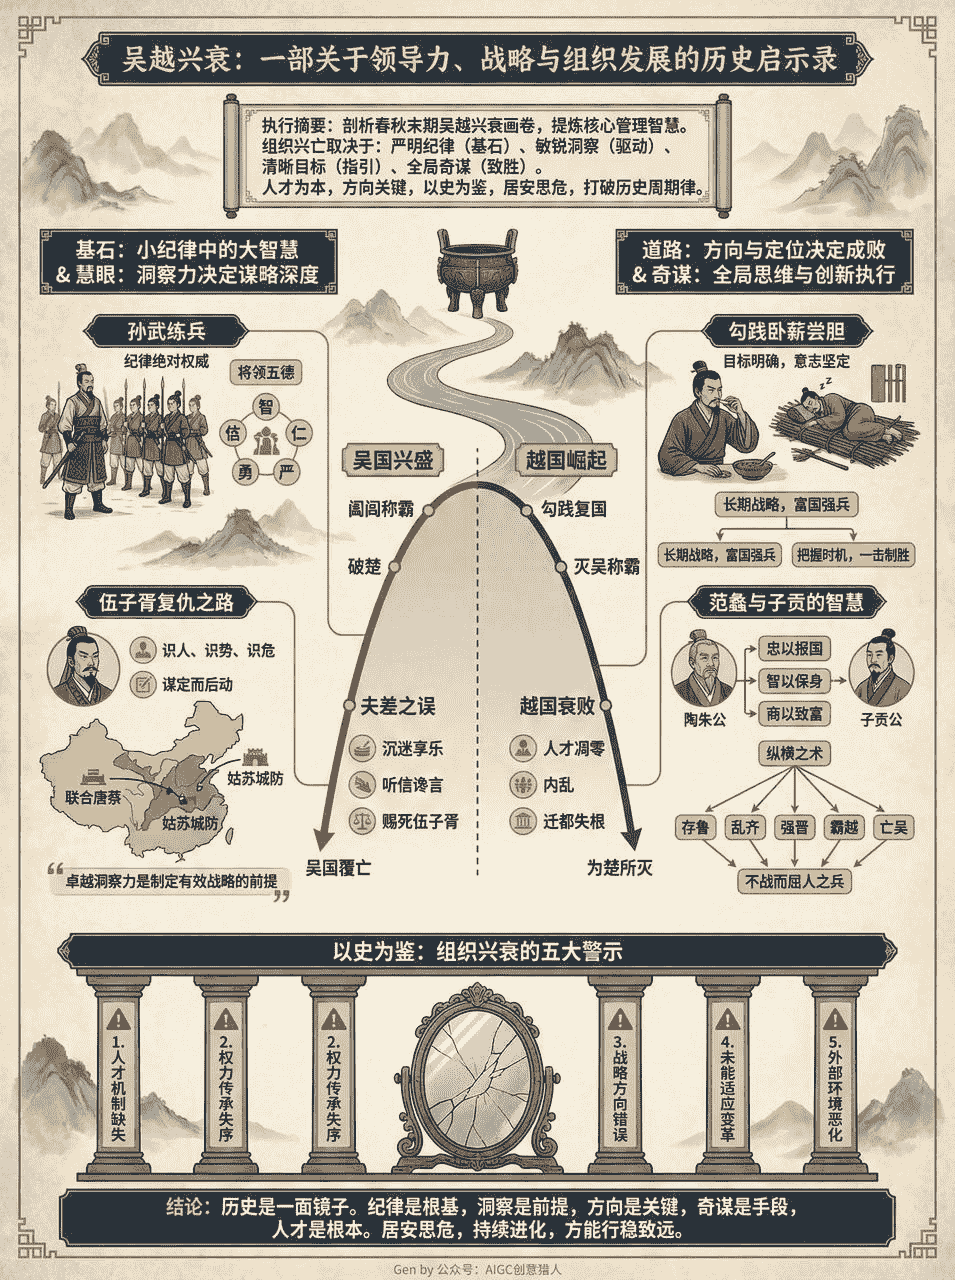 吴越兴衰：一部关于领导力、战略与组织发展的历史启示录
执行摘要：剖析春秋末期吴越兴衰画卷，提炼核心管理智慧。
组织兴亡取决于：严明纪律（基石）、敏锐洞察（驱动）、
清晰目标（指引）、全局奇谋（致胜）。
人才为本，方向关键，以史为鉴，居安思危，打破历史周期律。
基石：小纪律中的大智慧
& 慧眼：洞察力决定谋略深度
道路：方向与定位决定成败
& 奇谋：全局思维与创新执行
孙武练兵
纪律绝对权威
将领五德
智
信
仁
勇
严
勾践卧薪尝胆
目标明确，意志坚定
zz
长期战略，富国强兵
长期战略，富国强兵
把握时机，一击制胜
吴国兴盛
越国崛起
阖闾称霸
勾践复国
破楚
灭吴称霸
夫差之误
越国衰败
沉迷享乐
人才凋零
听信谗言
内乱
赐死伍子胥
迁都失根
吴国覆亡
为楚所灭
伍子胥复仇之路
识人、识势、识危
谋定而后动
联合唐蔡
姑苏城防
姑苏城防
“卓越洞察力是制定有效战略的前提”
范蠡与子贡的智慧
忠以报国
智以保身
商以致富
陶朱公
子贡公
纵横之术
存鲁
乱齐
强晋
霸越
亡吴
不战而屈人之兵
以史为鉴：组织兴衰的五大警示
1.人才机制缺失
2.权力传承失序
2.权力传承失序
3.战略方向错误
4.未能适应变革
5.外部环境恶化
结论：历史是一面镜子。纪律是根基，洞察是前提，方向是关键，奇谋是手段，
人才是根本。居安思危，持续进化，方能行稳致远。
Gen by 公众号：AIGC创意猎人